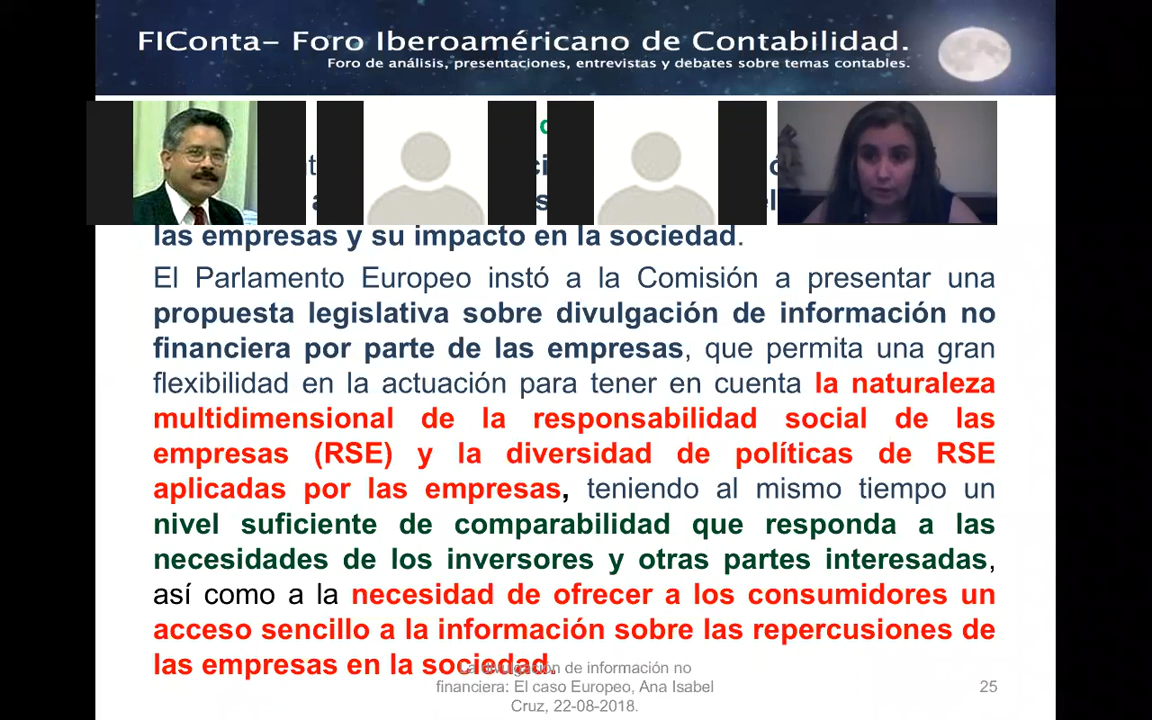 FIConta– Foro Iberoamérícano de Contabilidad.
Foro de análisis, presentaciones, entrevistas y debates sobre temas contables.
las empresas y su impacto en la sociedad.
El Parlamento Europeo instó a la Comisión a presentar una
propuesta legislativa sobre divulgación de información no
financiera por parte de las empresas, que permita una gran
flexibilidad en la actuación para tener en cuenta la naturaleza
multidimensional de la responsabilidad social de las
empresas (RSE) y la diversidad de políticas de RSE
aplicadas por las empresas, teniendo al mismo tiempo un
nivel suficiente de comparabilidad que responda a las
necesidades de los inversores y otras partes interesadas,
así como a la necesidad de ofrecer a los consumidores un
acceso sencillo a la información sobre las repercusiones de
las empresas en la sociedad.
La divulgación de información no
financiera: El caso Europeo, Ana Isabel
Cruz, 22-08-2018.
25